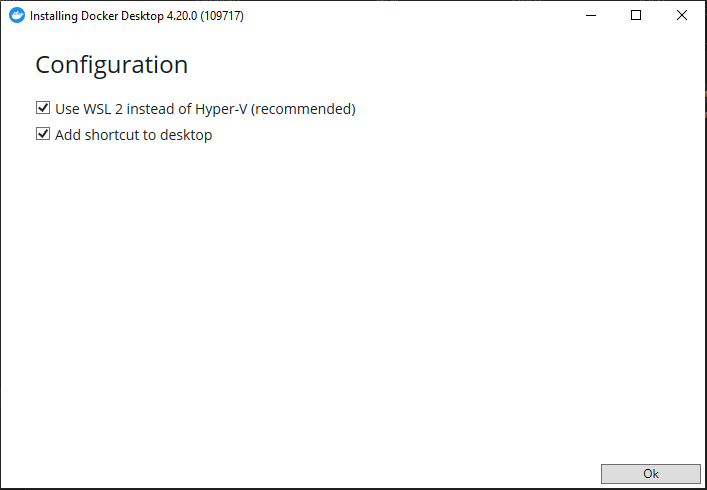 Installing Docker Desktop 4.20.0 (109717)
Configuration
Use WSL 2 instead of Hyper-V (recommended)
Add shortcut to desktop
Ok